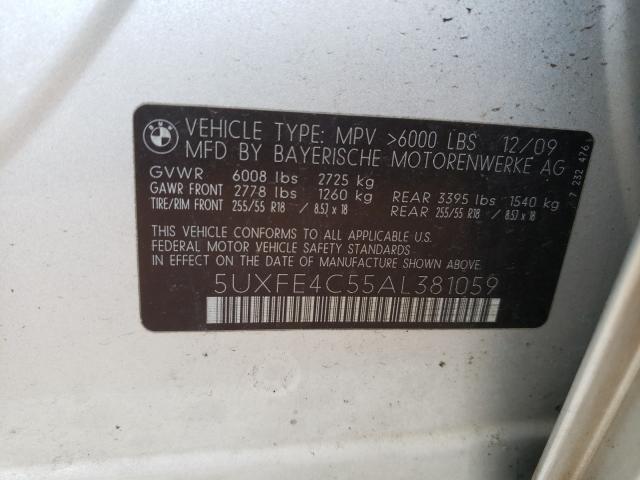 BMW
VEHICLE TYPE: MPV >6000 LBS 12/09
MFD BY BAYERISCHE MOTORENWERKE AG
GVWR 6008 lbs 2725 kg
GAWR FRONT 2778 lbs 1260 kg REAR 3395 lbs 1540 kg
TIRE/RIM FRONT 255/55 R18 / 8.5J x 18 REAR 255/55 R18 / 8.5J x 18
THIS VEHICLE CONFORMS TO ALL APPLICABLE U.S.
FEDERAL MOTOR VEHICLE SAFETY STANDARDS
IN EFFECT ON THE DATE OF MANUFACTURE SHOWN ABOVE.
5UXFE4C55AL381059
7 232 476